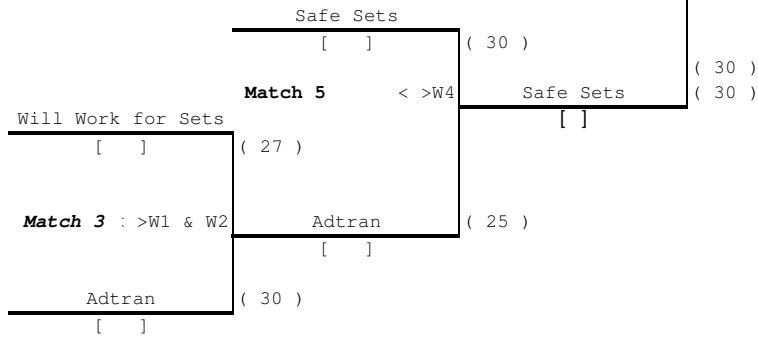 Safe Sets
[ ] ( 30 )
( 30 )
Match 5 < >W4 Safe Sets ( 30 )
[ ]
Will Work for Sets
[ ] ( 27 )
Match 3 : >W1 & W2 Adtran ( 25 )
[ ]
Adtran ( 30 )
[ ]